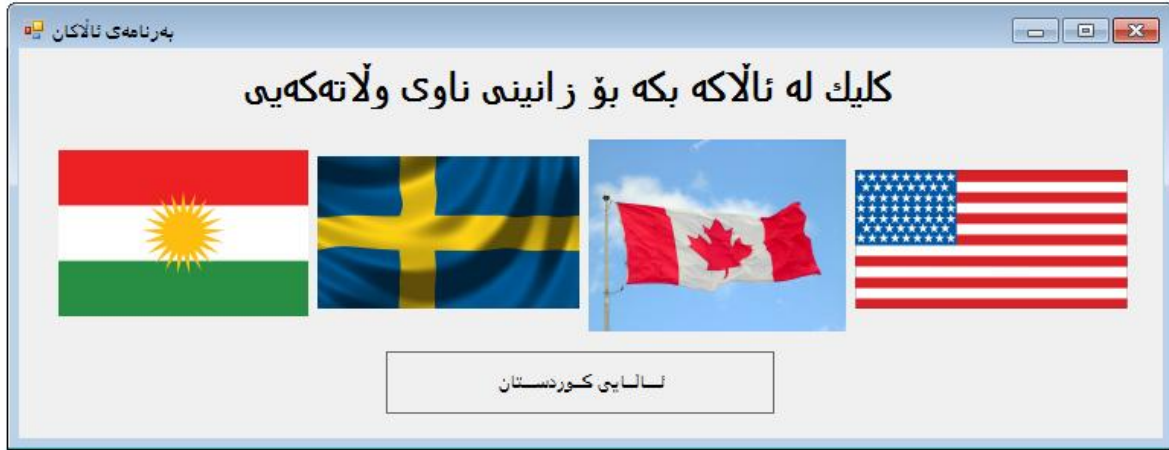 بەرنامەی ئاڵاکان
کلیك لە ئاڵاکە بکە بۆ زانینی ناوی وڵاتەکەیی
ئـــاڵـــایی کـــوردســـتان